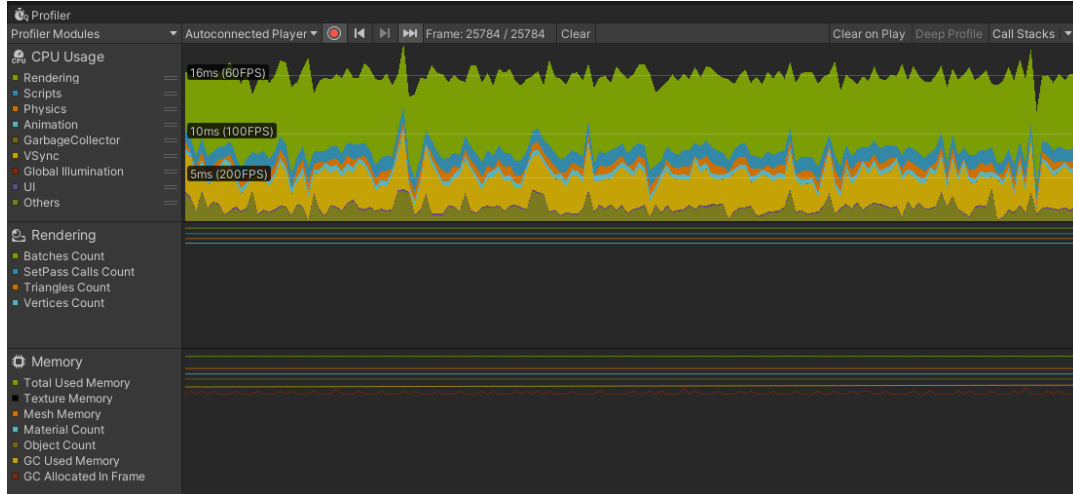 Profiler
Profiler Modules Autoconnected Player Frame: 25784 / 25784 Clear Clear on Play Deep Profile Call Stacks
CPU Usage
CPU
Rendering
Scripts
Physics
Animation
GarbageCollector
VSync
Global Illumination
UI
Others
16ms (60FPS)
10ms (100FPS)
5ms (200FPS)
Rendering
Batches Count
SetPass Calls Count
Triangles Count
Vertices Count
Memory
Total Used Memory
Texture Memory
Mesh Memory
Material Count
Object Count
GC Used Memory
GC Allocated In Frame